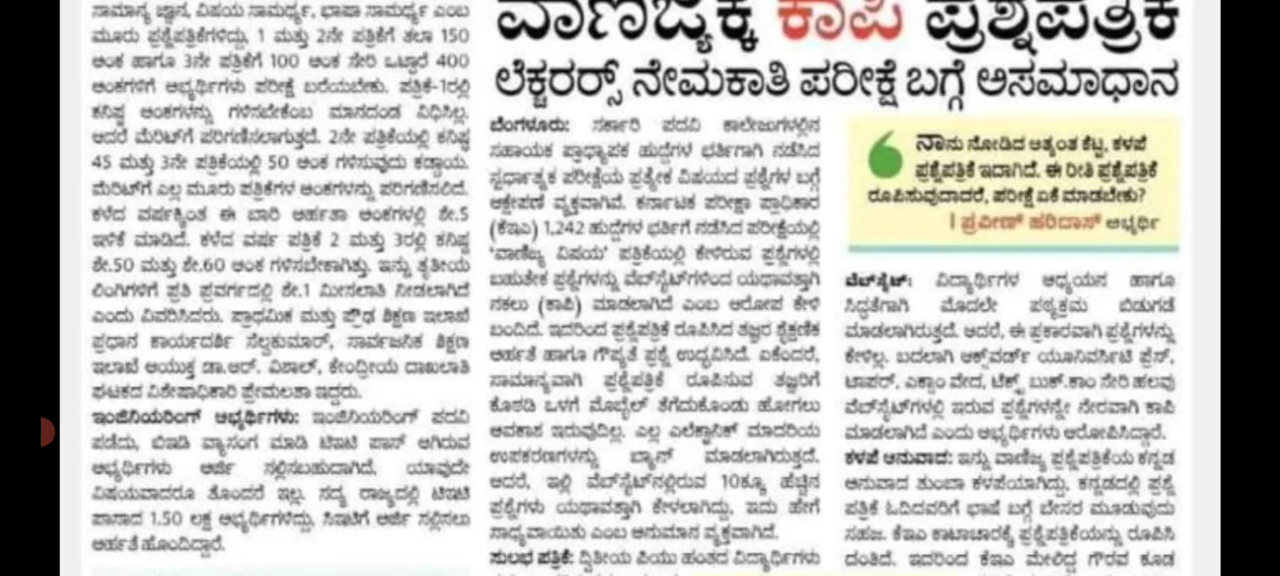 ಸಾಮಾನ್ಯ ಜ್ಞಾನ, ವಿಷಯ ಸಾಮರ್ಥ್ಯ, ಭಾಷಾ ಸಾಮರ್ಥ್ಯ ಎಂಬ
ಮೂರು ಪ್ರಶ್ನೆಪತ್ರಿಕೆಗಳಿದ್ದು, 1 ಮತ್ತು 2ನೇ ಪತ್ರಿಕೆಗೆ ತಲಾ 150
ಅಂಕ ಹಾಗೂ 3ನೇ ಪತ್ರಿಕೆಗೆ 100 ಅಂಕ ಸೇರಿ ಒಟ್ಟಾರೆ 400
ಅಂಕಗಳಿಗೆ ಅಭ್ಯರ್ಥಿಗಳು ಪರೀಕ್ಷೆ ಬರೆಯಬೇಕು. ಪತ್ರಿಕೆ-1ರಲ್ಲಿ
ಕನಿಷ್ಠ ಅಂಕಗಳನ್ನು ಗಳಿಸಬೇಕೆಂಬ ಮಾನದಂಡ ವಿಧಿಸಿಲ್ಲ.
ಆದರೆ ಮೆರಿಟ್‌ಗೆ ಪರಿಗಣಿಸಲಾಗುತ್ತದೆ. 2ನೇ ಪತ್ರಿಕೆಯಲ್ಲಿ ಕನಿಷ್ಠ
45 ಮತ್ತು 3ನೇ ಪತ್ರಿಕೆಯಲ್ಲಿ 50 ಅಂಕ ಗಳಿಸುವುದು ಕಡ್ಡಾಯ.
ಮೆರಿಟ್‌ಗೆ ಎಲ್ಲ ಮೂರು ಪತ್ರಿಕೆಗಳ ಅಂಕಗಳನ್ನು ಪರಿಗಣಿಸಲಿದೆ.
ಕಳೆದ ವರ್ಷಕ್ಕಿಂತ ಈ ಬಾರಿ ಅರ್ಹತಾ ಅಂಕಗಳಲ್ಲಿ ಶೇ.5
ಇಳಿಕೆ ಮಾಡಿದೆ. ಕಳೆದ ವರ್ಷ ಪತ್ರಿಕೆ 2 ಮತ್ತು 3ರಲ್ಲಿ ಕನಿಷ್ಠ
ಶೇ.50 ಮತ್ತು ಶೇ.60 ಅಂಕ ಗಳಿಸಬೇಕಾಗಿತ್ತು. ಇನ್ನು ತೃತೀಯ
ಲಿಂಗಿಗಳಿಗೆ ಪ್ರತಿ ಪ್ರವರ್ಗದಲ್ಲಿ ಶೇ.1 ಮೀಸಲಾತಿ ನೀಡಲಾಗಿದೆ
ಎಂದು ವಿವರಿಸಿದರು. ಪ್ರಾಥಮಿಕ ಮತ್ತು ಪ್ರೌಢ ಶಿಕ್ಷಣ ಇಲಾಖೆ
ಪ್ರಧಾನ ಕಾರ್ಯದರ್ಶಿ ಸೆಲ್ವಕುಮಾರ್, ಸಾರ್ವಜನಿಕ ಶಿಕ್ಷಣ
ಇಲಾಖೆ ಆಯುಕ್ತ ಡಾ.ಆರ್. ವಿಶಾಲ್, ಕೇಂದ್ರೀಯ ದಾಖಲಾತಿ
ಘಟಕದ ವಿಶೇಷಾಧಿಕಾರಿ ಪ್ರೇಮಲತಾ ಇದ್ದರು.
ಇಂಜಿನಿಯರಿಂಗ್ ಅಭ್ಯರ್ಥಿಗಳು: ಇಂಜಿನಿಯರಿಂಗ್ ಪದವಿ
ಪಡೆದು, ಬಿಇಡಿ ವ್ಯಾಸಂಗ ಮಾಡಿ ಟಿಇಟಿ ಪಾಸ್ ಆಗಿರುವ
ಅಭ್ಯರ್ಥಿಗಳು ಅರ್ಜಿ ಸಲ್ಲಿಸಬಹುದಾಗಿದೆ. ಯಾವುದೇ
ವಿಷಯವಾದರೂ ತೊಂದರೆ ಇಲ್ಲ. ಸದ್ಯ ರಾಜ್ಯದಲ್ಲಿ ಟಿಇಟಿ
ಪಾಸಾದ 1.50 ಲಕ್ಷ ಅಭ್ಯರ್ಥಿಗಳಿದ್ದು, ಸಿಇಟಿಗೆ ಅರ್ಜಿ ಸಲ್ಲಿಸಲು
ಅರ್ಹತೆ ಹೊಂದಿದ್ದಾರೆ.
ವಾಣಿಜ್ಯಕ್ಕೆ ಕಾಪಿ ಪ್ರಶ್ನೆಪತ್ರಿಕೆ
ಲೆಕ್ಚರರ್ಸ್ ನೇಮಕಾತಿ ಪರೀಕ್ಷೆ ಬಗ್ಗೆ ಅಸಮಾಧಾನ
ಬೆಂಗಳೂರು: ಸರ್ಕಾರಿ ಪದವಿ ಕಾಲೇಜುಗಳಲ್ಲಿನ
ಸಹಾಯಕ ಪ್ರಾಧ್ಯಾಪಕ ಹುದ್ದೆಗಳ ಭರ್ತಿಗಾಗಿ ನಡೆಸಿದ
ಸ್ಪರ್ಧಾತ್ಮಕ ಪರೀಕ್ಷೆಯ ಪ್ರತ್ಯೇಕ ವಿಷಯದ ಪ್ರಶ್ನೆಗಳ ಬಗ್ಗೆ
ಆಕ್ಷೇಪಣೆ ವ್ಯಕ್ತವಾಗಿವೆ. ಕರ್ನಾಟಕ ಪರೀಕ್ಷಾ ಪ್ರಾಧಿಕಾರ
(ಕೆಇಎ) 1,242 ಹುದ್ದೆಗಳ ಭರ್ತಿಗೆ ನಡೆಸಿದ ಪರೀಕ್ಷೆಯಲ್ಲಿ
‘ವಾಣಿಜ್ಯ ವಿಷಯ’ ಪತ್ರಿಕೆಯಲ್ಲಿ ಕೇಳಿರುವ ಪ್ರಶ್ನೆಗಳಲ್ಲಿ
ಬಹುತೇಕ ಪ್ರಶ್ನೆಗಳನ್ನು ವೆಬ್‌ಸೈಟ್‌ಗಳಿಂದ ಯಥಾವತ್ತಾಗಿ
ನಕಲು (ಕಾಪಿ) ಮಾಡಲಾಗಿದೆ ಎಂಬ ಆರೋಪ ಕೇಳಿ
ಬಂದಿವೆ. ಇದರಿಂದ ಪ್ರಶ್ನೆಪತ್ರಿಕೆ ರೂಪಿಸಿದ ತಜ್ಞರ ಶೈಕ್ಷಣಿಕ
ಅರ್ಹತೆ ಹಾಗೂ ಗೌಪ್ಯತೆ ಪ್ರಶ್ನೆ ಉದ್ಭವಿಸಿದೆ. ಏಕೆಂದರೆ,
ಸಾಮಾನ್ಯವಾಗಿ ಪ್ರಶ್ನೆಪತ್ರಿಕೆ ರೂಪಿಸುವ ತಜ್ಞರಿಗೆ
ಕೊಠಡಿ ಒಳಗೆ ಮೊಬೈಲ್ ತೆಗೆದುಕೊಂಡು ಹೋಗಲು
ಅವಕಾಶ ಇರುವುದಿಲ್ಲ. ಎಲ್ಲ ಎಲೆಕ್ಟ್ರಾನಿಕ್ ಮಾದರಿಯ
ಉಪಕರಣಗಳನ್ನು ಬ್ಯಾನ್ ಮಾಡಲಾಗಿರುತ್ತದೆ.
ಆದರೆ, ಇಲ್ಲಿ ವೆಬ್‌ಸೈಟ್‌ನಲ್ಲಿರುವ 10ಕ್ಕೂ ಹೆಚ್ಚಿನ
ಪ್ರಶ್ನೆಗಳು ಯಥಾವತ್ತಾಗಿ ಕೇಳಲಾಗಿದ್ದು, ಇದು ಹೇಗೆ
ಸಾಧ್ಯವಾಯಿತು ಎಂಬ ಅನುಮಾನ ವ್ಯಕ್ತವಾಗಿದೆ.
ಸುಲಭ ಪತ್ರಿಕೆ: ದ್ವಿತೀಯ ಪಿಯು ಹಂತದ ವಿದ್ಯಾರ್ಥಿಗಳು
ನಾನು ನೋಡಿದ ಅತ್ಯಂತ ಕೆಟ್ಟ, ಕಳಪೆ
ಪ್ರಶ್ನೆಪತ್ರಿಕೆ ಇದಾಗಿದೆ. ಈ ರೀತಿ ಪ್ರಶ್ನೆಪತ್ರಿಕೆ
ರೂಪಿಸುವುದಾದರೆ, ಪರೀಕ್ಷೆ ಏಕೆ ಮಾಡಬೇಕು?
| ಪ್ರವೀಣ್ ಹರಿದಾಸ್ ಅಭ್ಯರ್ಥಿ
ವೆಬ್‌ಸೈಟ್: ವಿದ್ಯಾರ್ಥಿಗಳ ಅಧ್ಯಯನ ಹಾಗೂ
ಸಿದ್ಧತೆಗಾಗಿ ಮೊದಲೇ ಪಠ್ಯಕ್ರಮ ಬಿಡುಗಡೆ
ಮಾಡಲಾಗಿರುತ್ತದೆ. ಆದರೆ, ಈ ಪ್ರಕಾರವಾಗಿ ಪ್ರಶ್ನೆಗಳನ್ನು
ಕೇಳಿಲ್ಲ. ಬದಲಾಗಿ ಆಕ್ಸ್‌ವರ್ಡ್ ಯೂನಿವರ್ಸಿಟಿ ಪ್ರೆಸ್,
ಟಾಪರ್, ಎಕ್ಸಾಂ ವೇದ, ಟೆಕ್ಸ್ಟ್ ಬುಕ್.ಕಾಂ ಸೇರಿ ಹಲವು
ವೆಬ್‌ಸೈಟ್‌ಗಳಲ್ಲಿ ಇರುವ ಪ್ರಶ್ನೆಗಳನ್ನೇ ನೇರವಾಗಿ ಕಾಪಿ
ಮಾಡಲಾಗಿದೆ ಎಂದು ಅಭ್ಯರ್ಥಿಗಳು ಆರೋಪಿಸಿದ್ದಾರೆ.
ಕಳಪೆ ಅನುವಾದ: ಇನ್ನು ವಾಣಿಜ್ಯ ಪ್ರಶ್ನೆಪತ್ರಿಕೆಯ ಕನ್ನಡ
ಅನುವಾದ ತುಂಬಾ ಕಳಪೆಯಾಗಿದ್ದು, ಕನ್ನಡದಲ್ಲಿ ಪ್ರಶ್ನೆ
ಪತ್ರಿಕೆ ಓದಿದವರಿಗೆ ಭಾಷೆ ಬಗ್ಗೆ ಬೇಸರ ಮೂಡುವುದು
ಸಹಜ. ಕೆಇಎ ಕಾಟಾಚಾರಕ್ಕೆ ಪ್ರಶ್ನೆಪತ್ರಿಕೆಯನ್ನು ರೂಪಿಸಿ
ದಂತಿದೆ. ಇದರಿಂದ ಕೆಇಎ ಮೇಲಿದ್ದ ಗೌರವ ಕೂಡ